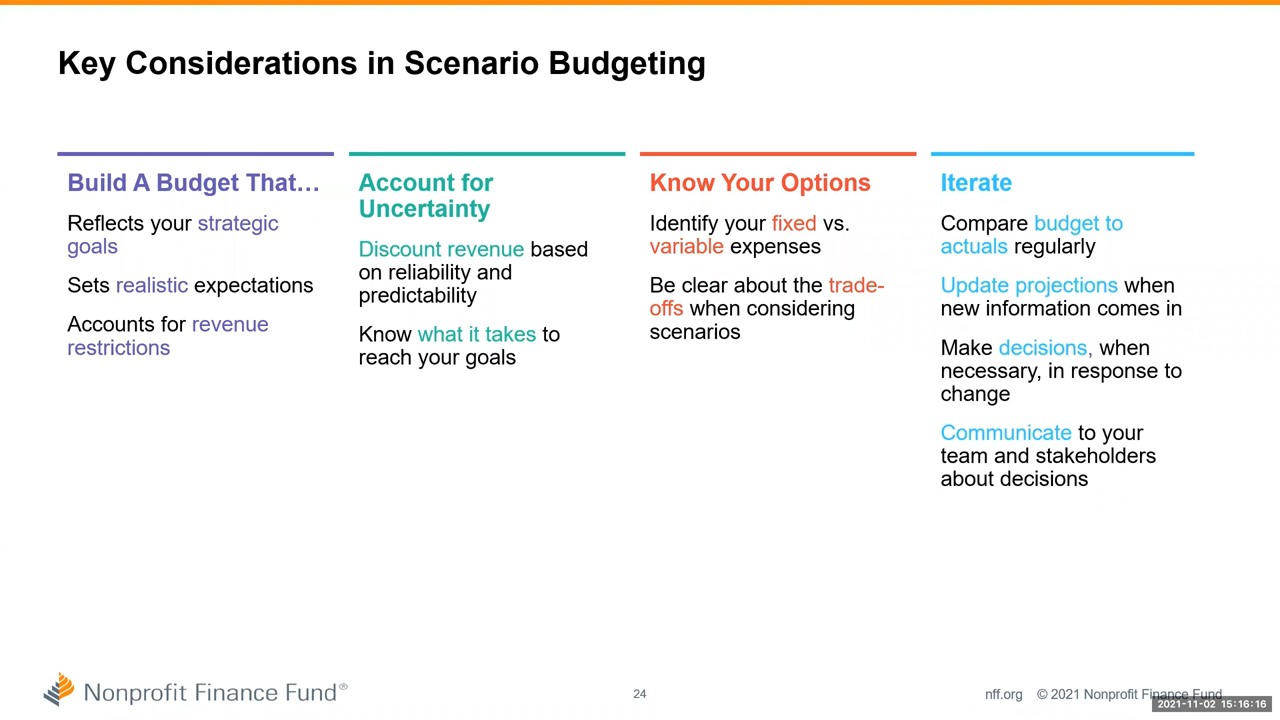 Key Considerations in Scenario Budgeting
Build A Budget That…
Reflects your strategic
goals
Sets realistic expectations
Accounts for revenue
restrictions
Account for
Uncertainty
Discount revenue based
on reliability and
predictability
Know what it takes to
reach your goals
Know Your Options
Identify your fixed vs.
variable expenses
Be clear about the trade-
offs when considering
scenarios
Iterate
Compare budget to
actuals regularly
Update projections when
new information comes in
Make decisions, when
necessary, in response to
change
Communicate to your
team and stakeholders
about decisions
Nonprofit Finance Fund®
24
nff.org © 2021 Nonprofit Finance Fund
2021-11-02 15:16:16